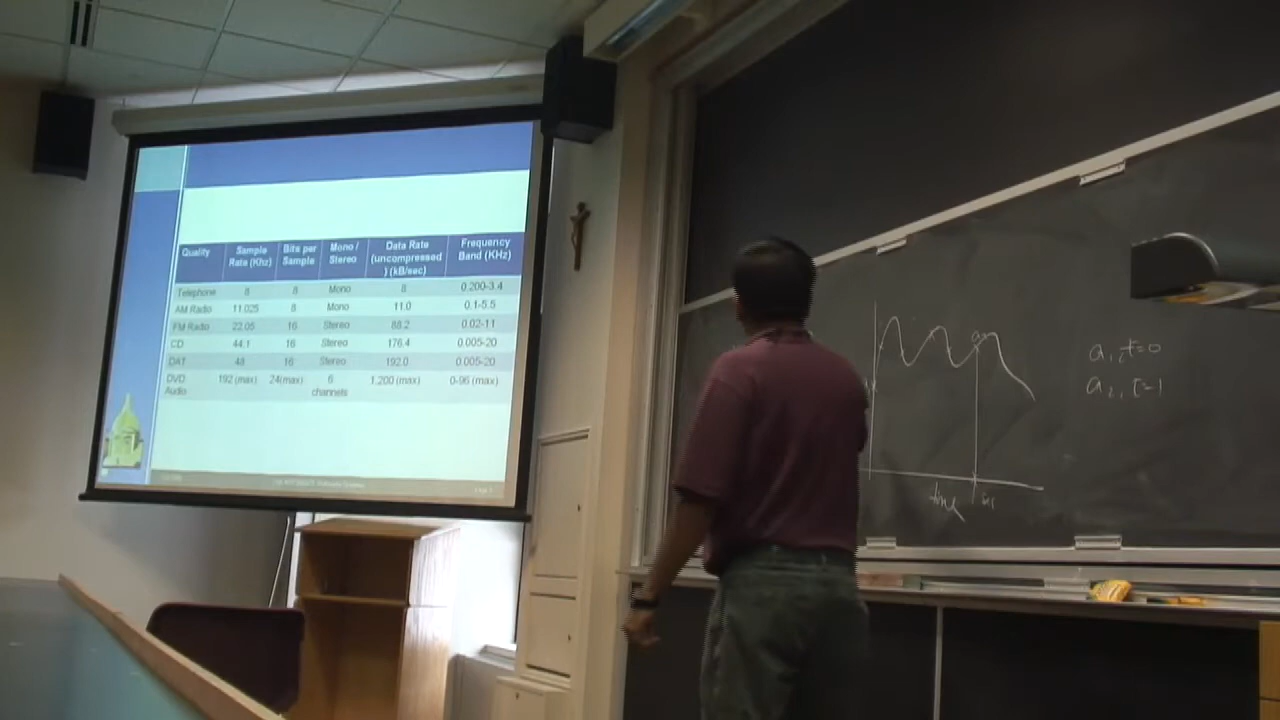 Quality Sample Rate (Khz) Bits per Sample Mono / Stereo Data Rate (uncompressed) (kB/sec) Frequency Band (KHz)
Telephone 8 8 Mono 8 0.200-3.4
AM Radio 11.025 8 Mono 11.0 0.1-5.5
FM Radio 22.05 16 Stereo 88.2 0.02-11
CD 44.1 16 Stereo 176.4 0.005-20
DAT 48 16 Stereo 192.0 0.005-20
DVD Audio 192 (max) 24(max) 6 channels 1,200 (max) 0-96 (max)
a₁, t=0
a₂, t=1
time